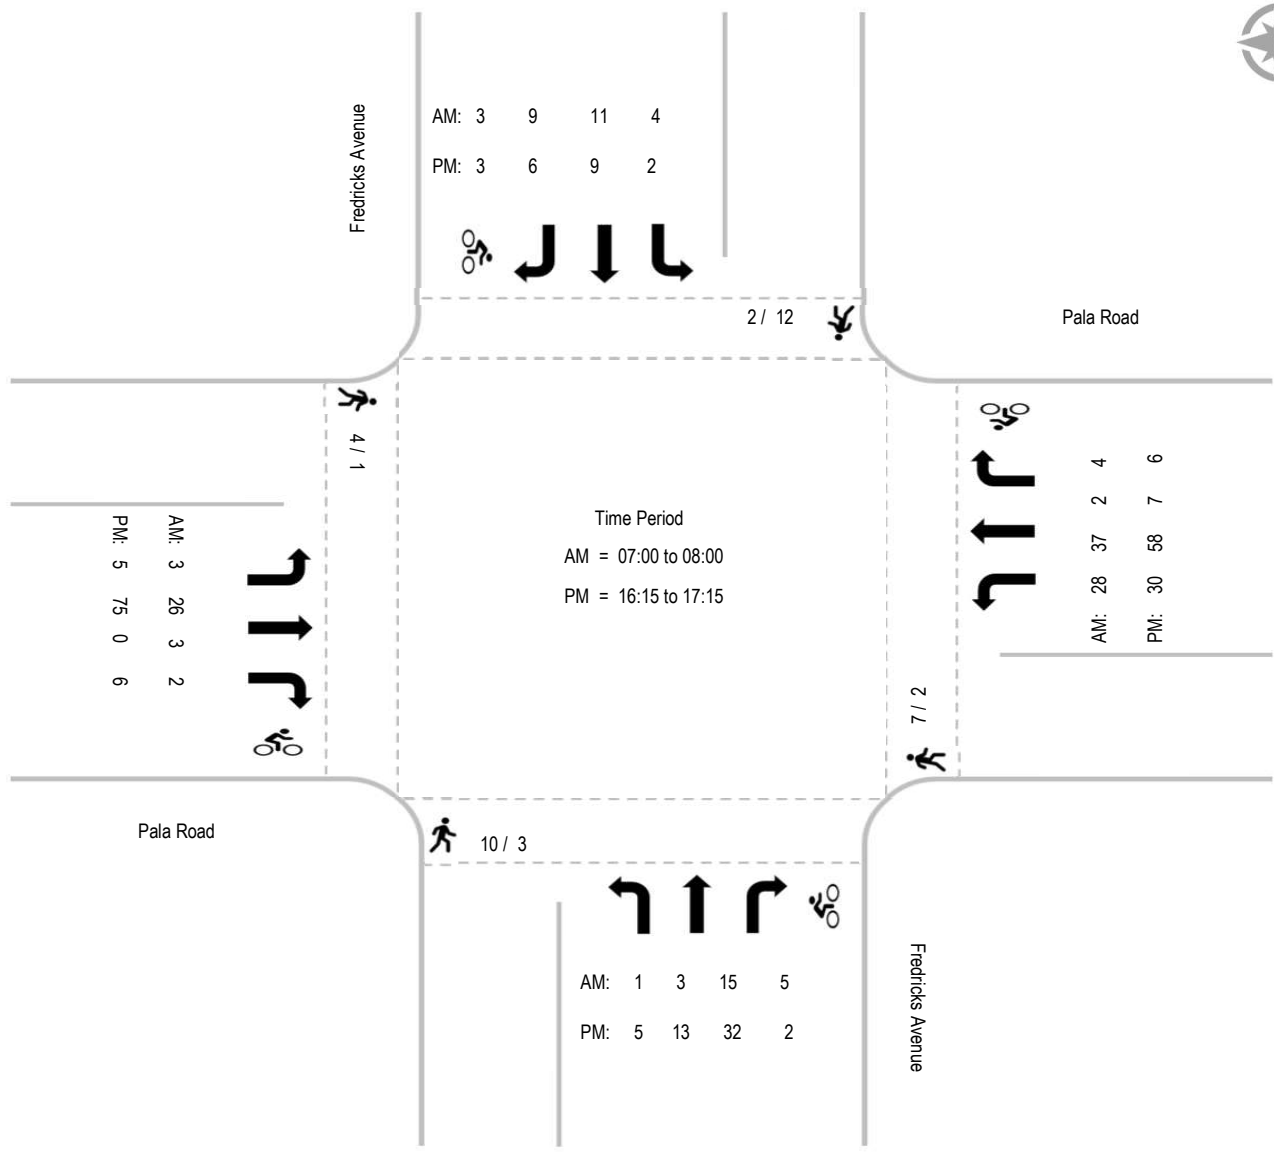 Fredricks Avenue
AM: 3 9 11 4
PM: 3 6 9 2
2 / 12
Pala Road
4 / 1
AM: 3 26 3 2
PM: 5 75 0 6
Time Period
AM = 07:00 to 08:00
PM = 16:15 to 17:15
AM: 28 37 2 4
PM: 30 58 7 6
7 / 2
Pala Road
10 / 3
AM: 1 3 15 5
PM: 5 13 32 2
Fredricks Avenue